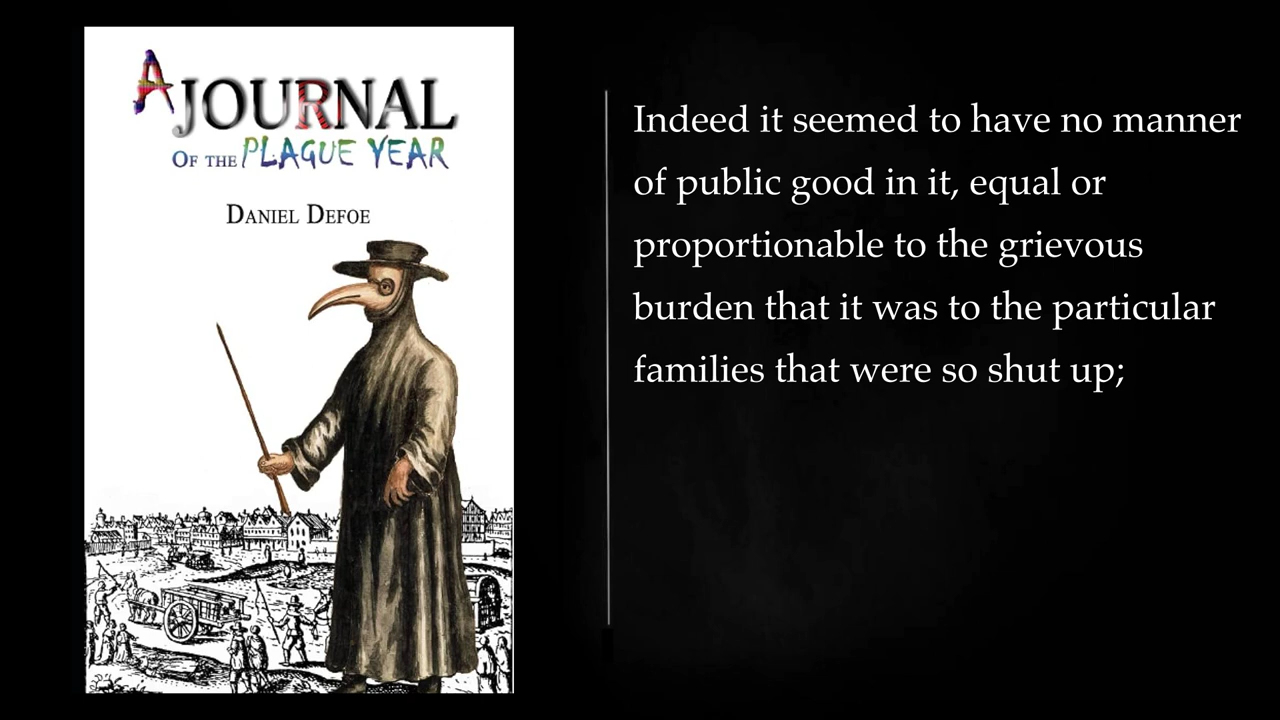 A JOURNAL
OF THE PLAGUE YEAR
DANIEL DEFOE
Indeed it seemed to have no manner
of public good in it, equal or
proportionable to the grievous
burden that it was to the particular
families that were so shut up;